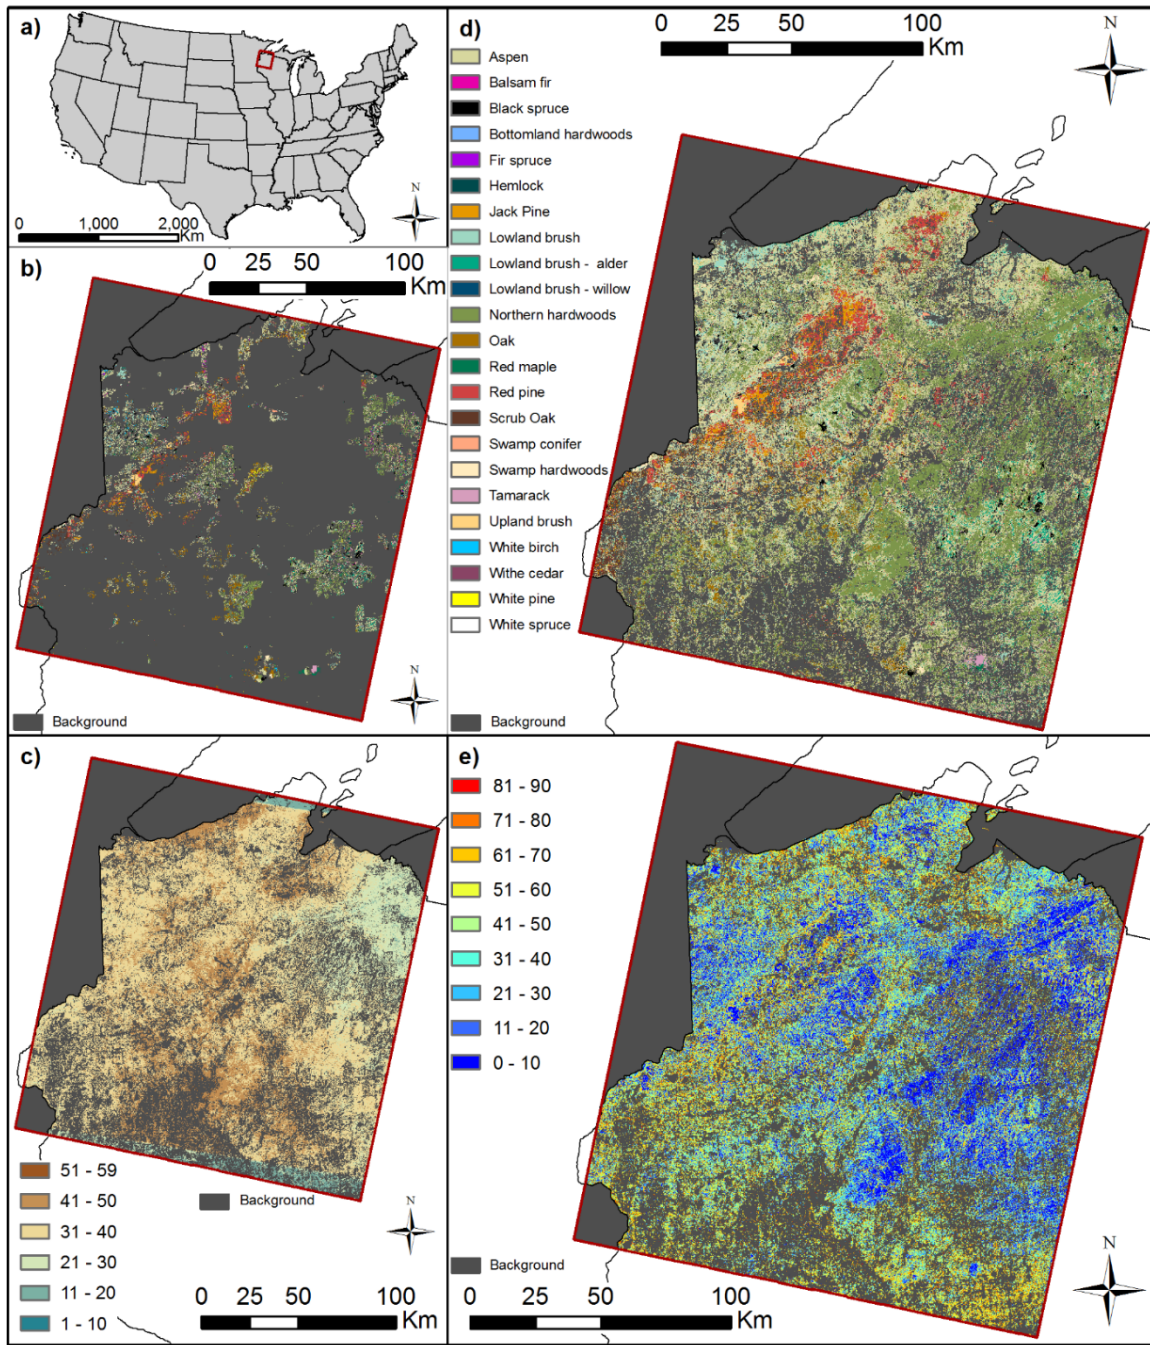 a)
N
0 1,000 2,000
Km
b)
0 25 50 100
Km
N
Background
c)
51 - 59
41 - 50
31 - 40
21 - 30
11 - 20
1 - 10
Background
N
0 25 50 100
Km
d)
0 50 100
Km
N
Aspen
Balsam fir
Black spruce
Bottomland hardwoods
Fir spruce
Hemlock
Jack Pine
Lowland brush
Lowland brush - alder
Lowland brush - willow
Northern hardwoods
Oak
Red maple
Red pine
Scrub Oak
Swamp conifer
Swamp hardwoods
Tamarack
Upland brush
White birch
Withe cedar
White pine
White spruce
Background
e)
81 - 90
71 - 80
61 - 70
51 - 60
41 - 50
31 - 40
21 - 30
11 - 20
0 - 10
Background
N
0 25 50 100
Km